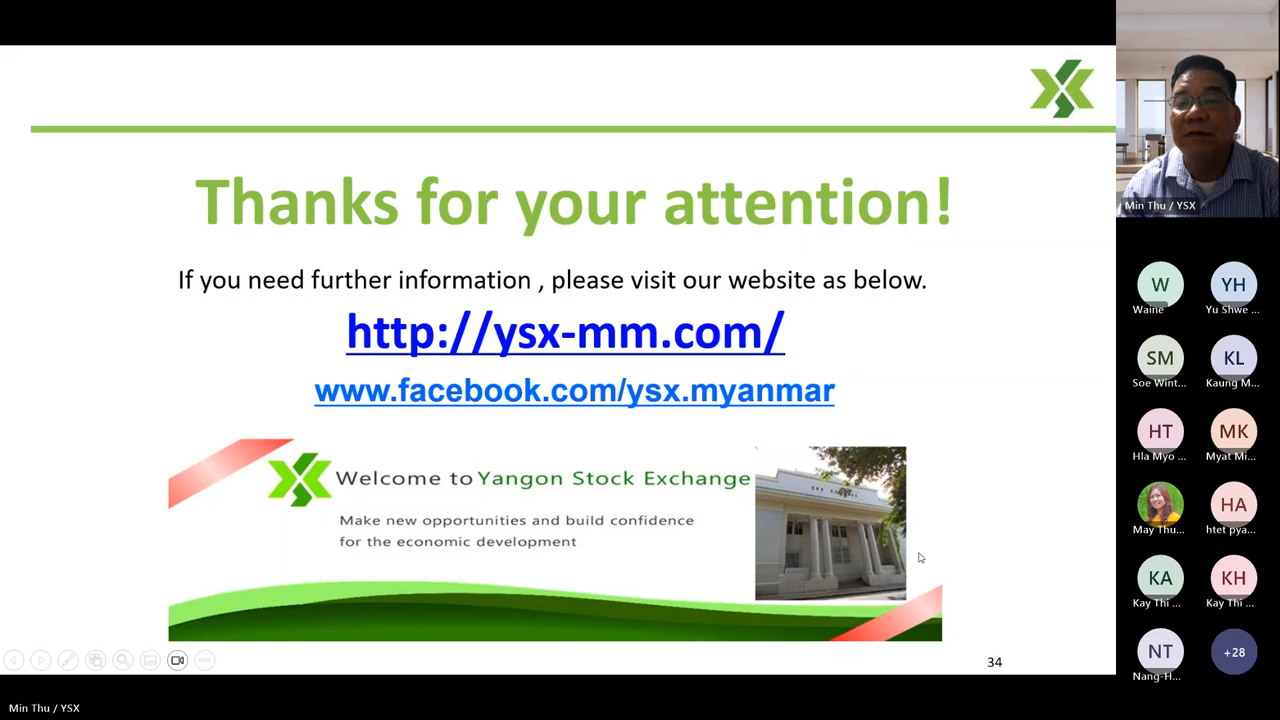 Thanks for your attention!
If you need further information , please visit our website as below.
http://ysx-mm.com/
www.facebook.com/ysx.myanmar
Welcome to Yangon Stock Exchange
Make new opportunities and build confidence
for the economic development
34
Min Thu / YSX
Min Thu / YSX
W
Waine
YH
Yu Shwe ...
SM
Soe Wint...
KL
Kaung M...
HT
Hla Myo ...
MK
Myat Mi...
May Thu...
HA
htet pya...
KA
Kay Thi ...
KH
Kay Thi ...
NT
Nang-H...
+28